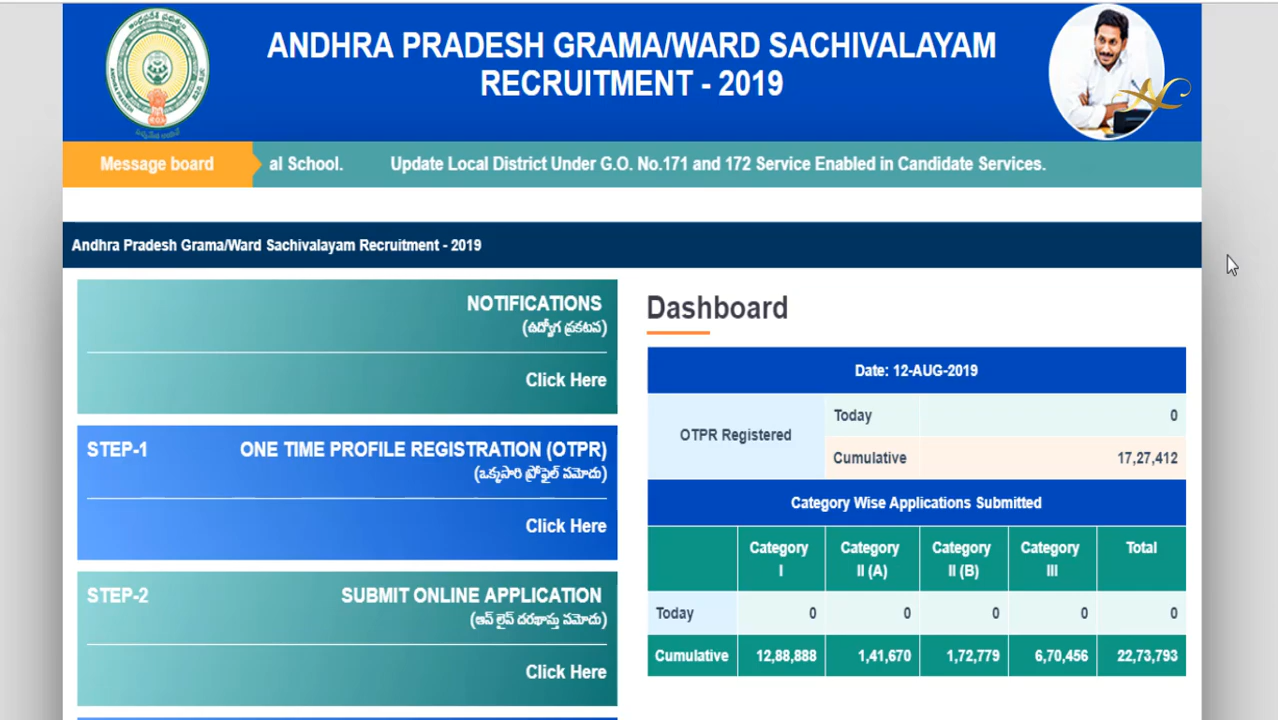 ANDHRA PRADESH GRAMA/WARD SACHIVALAYAM
RECRUITMENT - 2019
AC
Message board
al School. Update Local District Under G.O. No.171 and 172 Service Enabled in Candidate Services.
Andhra Pradesh Grama/Ward Sachivalayam Recruitment - 2019
NOTIFICATIONS
(ఉద్యోగ ప్రకటన)
Click Here
STEP-1 ONE TIME PROFILE REGISTRATION (OTPR)
(ఒక్కసారి ప్రోఫైల్ నమోదు)
Click Here
STEP-2 SUBMIT ONLINE APPLICATION
(ఆన్ లైన్ దరఖాస్తు నమోదు)
Click Here
Dashboard
Date: 12-AUG-2019
OTPR Registered
Today 0
Cumulative 17,27,412
Category Wise Applications Submitted
Category I Category II (A) Category II (B) Category III Total
Today 0 0 0 0 0
Cumulative 12,88,888 1,41,670 1,72,779 6,70,456 22,73,793